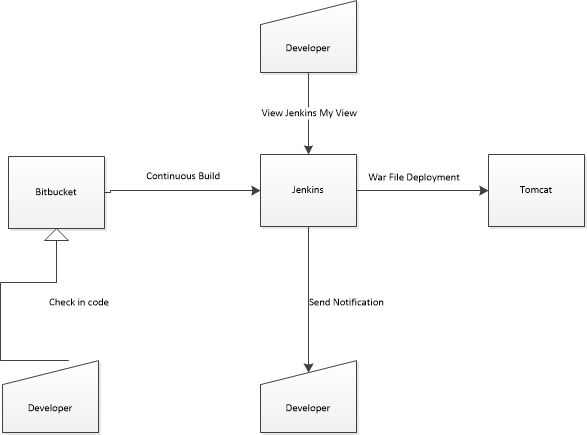 Developer
View Jenkins My View
Bitbucket
Continuous Build
Jenkins
War File Deployment
Tomcat
Check in code
Send Notification
Developer
Developer